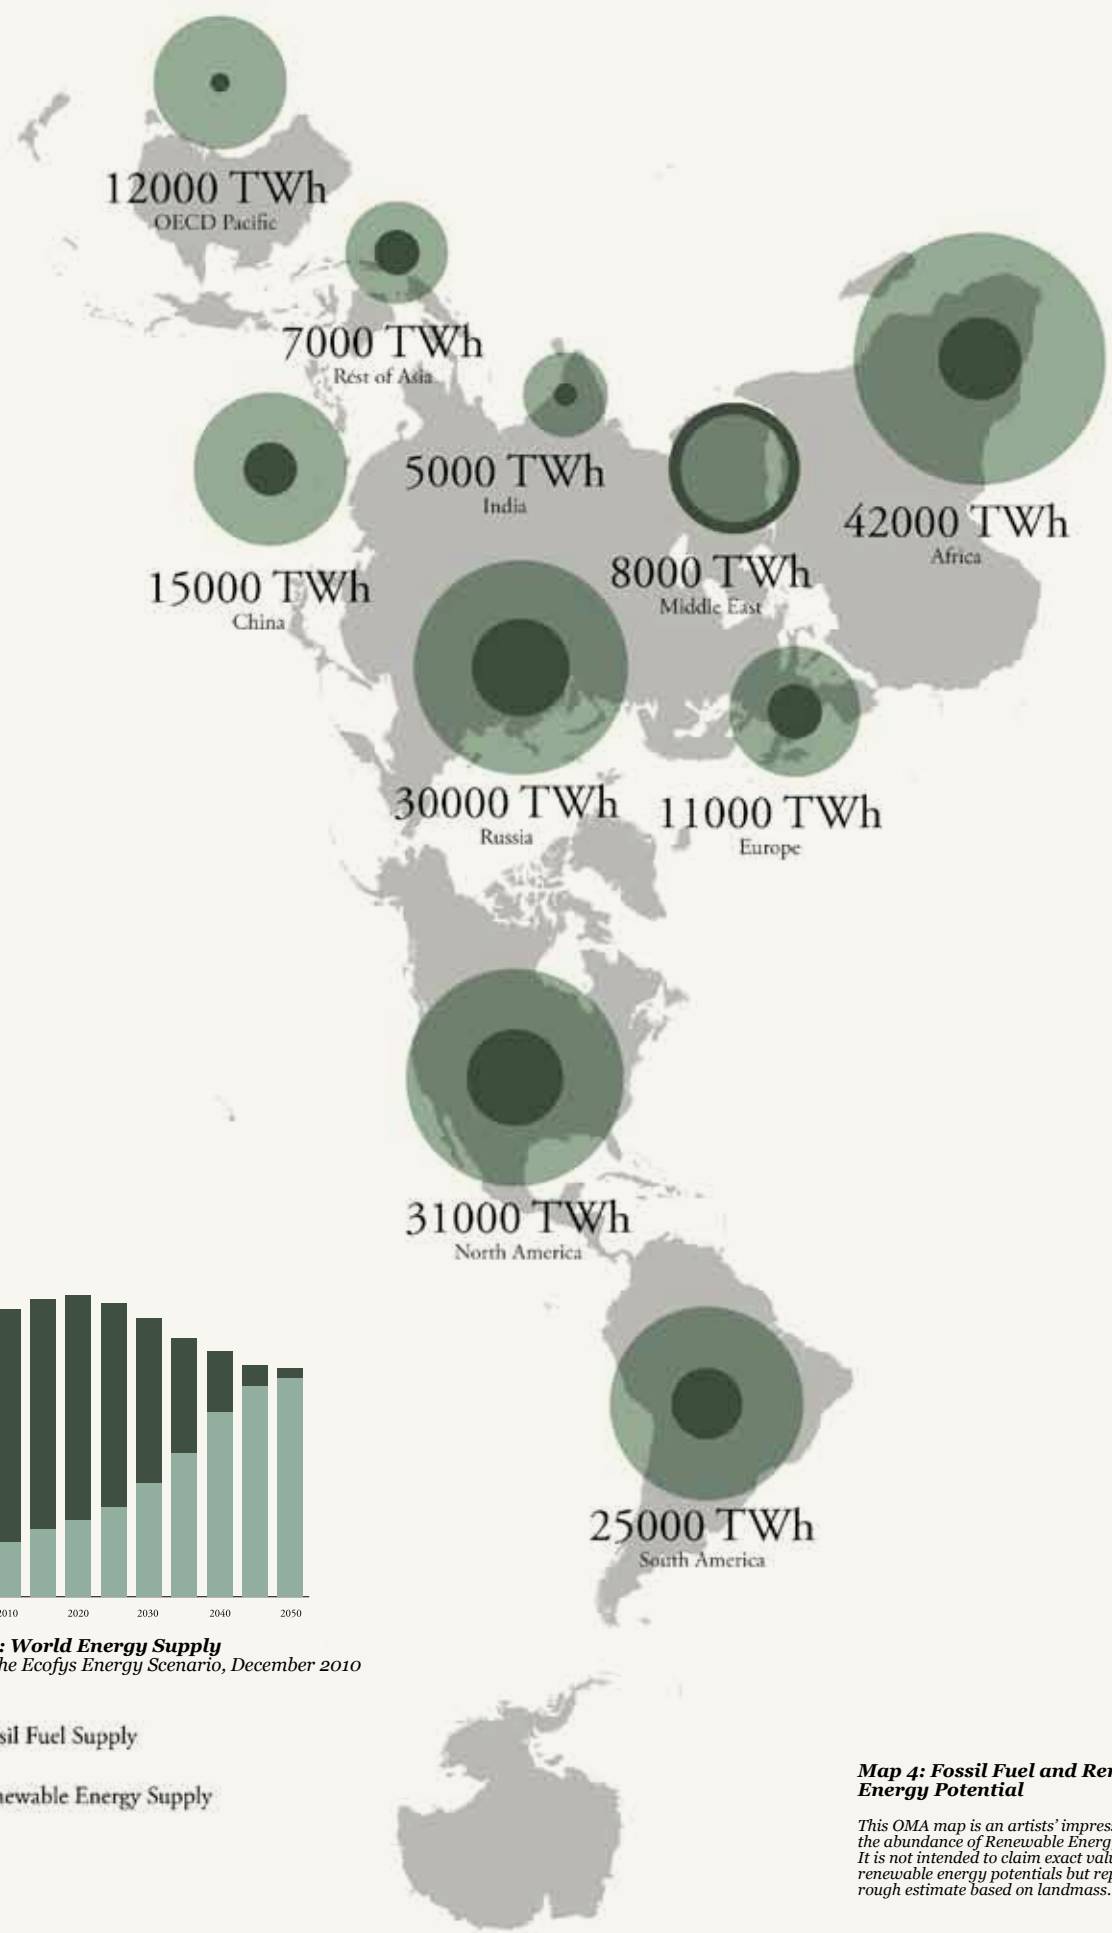 12000 TWh
OECD Pacific
7000 TWh
Rest of Asia
5000 TWh
India
42000 TWh
Africa
15000 TWh
China
8000 TWh
Middle East
30000 TWh
Russia
11000 TWh
Europe
31000 TWh
North America
25000 TWh
South America
2010 2020 2030 2040 2050
: World Energy Supply
he Ecofys Energy Scenario, December 2010
sil Fuel Supply
newable Energy Supply
Map 4: Fossil Fuel and Ren
Energy Potential
This OMA map is an artists' impress
the abundance of Renewable Energ
It is not intended to claim exact valu
renewable energy potentials but rep
rough estimate based on landmass.